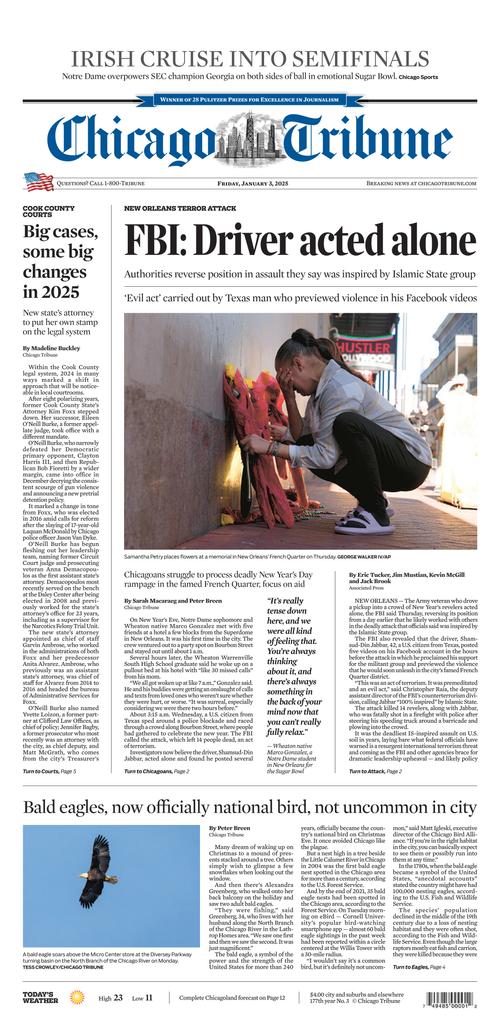 IRISH CRUISE INTO SEMIFINALS
Notre Dame overpowers SEC champion Georgia on both sides of ball in emotional Sugar Bowl. Chicago Sports
WINNER OF 28 PULITZER PRIZES FOR EXCELLENCE IN JOURNALISM
Chicago Tribune
QUESTIONS? CALL 1-800-TRIBUNE
FRIDAY, JANUARY 3, 2025
BREAKING NEWS AT CHICAGOTRIBUNE.COM
COOK COUNTY
COURTS
Big cases,
some big
changes
in 2025
New state's attorney
to put her own stamp
on the legal system
By Madeline Buckley
Chicago Tribune
Within the Cook County
legal system, 2024 in many
ways marked a shift in
approach that will be notice-
able in local courtrooms.
After eight polarizing years,
former Cook County State's
Attorney Kim Foxx stepped
down. Her successor, Eileen
O'Neill Burke, a former appel-
late judge, took office with a
different mandate.
O'Neill Burke, who narrowly
defeated her Democratic
primary opponent, Clayton
Harris III, and then Repub-
lican Bob Fioretti by a wider
margin, came into office in
December decrying the consis-
tent scourge of gun violence
and announcing a new pretrial
detention policy.
It marked a change in tone
from Foxx, who was elected
in 2016 amid calls for reform
after the slaying of 17-year-old
Laquan McDonald by Chicago
police officer Jason Van Dyke.
O'Neill Burke has begun
fleshing out her leadership
team, naming former Circuit
Court judge and prosecuting
veteran Anna Demacopou-
los as the first assistant state's
attorney. Demacopoulos most
recently served on the bench
at the Daley Center after being
elected in 2008 and previ-
ously worked for the state's
attorney's office for 23 years,
including as a supervisor for
the Narcotics Felony Trial Unit.
The new state's attorney
appointed as chief of staff
Garvin Ambrose, who worked
in the administrations of both
Foxx and former incumbent
Anita Alvarez. Ambrose, who
previously was an assistant
state's attorney, was chief of
staff for Alvarez from 2014 to
2016 and headed the bureau
of Administrative Services for
Foxx.
O'Neill Burke also named
Yvette Loizon, a former part-
ner at Clifford Law Offices, as
chief of policy; Jennifer Bagby,
a former prosecutor who most
recently was an attorney with
the city, as chief deputy; and
Matt McGrath, who comes
from the city's Treasurer's
Turn to Courts, Page 5
NEW ORLEANS TERROR ATTACK
FBI: Driver acted alone
Authorities reverse position in assault they say was inspired by Islamic State group
'Evil act' carried out by Texas man who previewed violence in his Facebook videos
HUSTLER
HOLLYWOOD
Samantha Petry places flowers at a memorial in New Orleans' French Quarter on Thursday. GEORGE WALKER IV/AP
Chicagoans struggle to process deadly New Year's Day
rampage in the famed French Quarter, focus on aid
By Sarah Macaraeg and Peter Breen
Chicago Tribune
On New Year's Eve, Notre Dame sophomore and
Wheaton native Marco Gonzalez met with five
friends at a hotel a few blocks from the Superdome
in New Orleans. It was his first time in the city. The
crew ventured out to a party spot on Bourbon Street
and stayed out until about 1 a.m.
Several hours later, the Wheaton Warrenville
South High School graduate said he woke up on a
clothed bed at his hotel with "like 30 missed calls"
from his mom.
"We all got woken up at like 7 a.m.," Gonzalez said.
He and his buddies were getting an onslaught of calls
and texts from loved ones who weren't sure whether
they were hurt, or worse. "It was surreal, especially
considering we were there two hours before."
About 3:15 a.m. Wednesday, a U.S. citizen from
Texas sped around a police blockade and raced
through a crowd on Bourbon Street, where people
had gathered to celebrate the new year. The FBI
called the attack, which left 14 people dead, an act
of terrorism.
Investigators now believe the driver, Shamsud-Din
Jabbar, acted alone and found he posted several
Turn to Chicagoans, Page 2
"It's really
tense down
here, and we
were all kind
of feeling that.
You're always
thinking
about it, and
there's always
something in
the back of your
mind now that
you can't really
fully relax."
— Wheaton native
Marco Gonzalez, a
Notre Dame student
in New Orleans for
the Sugar Bowl
By Eric Tucker, Jim Mustian, Kevin McGill
and Jack Brook
Associated Press
NEW ORLEANS — The Army veteran who drove
a pickup into a crowd of New Year's revelers acted
alone, the FBI said Thursday, reversing its position
from a day earlier that he likely worked with others
in the deadly attack that officials said was inspired by
the Islamic State group.
The FBI also revealed that the driver, Sham-
sud-Din Jabbar, 42, a U.S. citizen from Texas, posted
five videos on his Facebook account in the hours
before the attack in which he proclaimed his support
for the militant group and previewed the violence
that he would soon unleash in the city's famed French
Quarter district.
"This was an act of terrorism. It was premeditated
and an evil act," said Christopher Raia, the deputy
assistant director of the FBI's counterterrorism divi-
sion, calling Jabbar "100% inspired" by Islamic State.
The attack killed 14 revelers, along with Jabbar,
who was fatally shot in a firefight with police after
steering his speeding truck around a barricade and
plowing into the crowd.
It was the deadliest IS-inspired assault on U.S.
soil in years, laying bare what federal officials have
warned is a resurgent international terrorism threat
and coming as the FBI and other agencies brace for
dramatic leadership upheaval — and likely policy
Turn to Attack, Page 2
Bald eagles, now officially national bird, not uncommon in city
A bald eagle soars above the Micro Center store at the Diversey Parkway
turning basin on the North Branch of the Chicago River on Monday.
TESS CROWLEY/CHICAGO TRIBUNE
By Peter Breen
Chicago Tribune
Many dream of waking up on
Christmas to a mound of pres-
ents stacked around a tree. Others
simply wish to glimpse a few
snowflakes when looking out the
window.
And then there's Alexandra
Greenberg, who walked onto her
back balcony on the holiday and
saw two adult bald eagles.
"They were fishing," said
Greenberg, 34, who lives with her
husband along the North Branch
of the Chicago River in the Lath-
rop Homes area. "We saw one first
and then we saw the second. It was
just magnificent."
The bald eagle, a symbol of the
power and the strength of the
United States for more than 240
years, officially became the coun-
try's national bird on Christmas
Eve. It once avoided Chicago like
the plague.
But a nest high in a tree beside
the Little Calumet River in Chicago
in 2004 was the first bald eagle
nest spotted in the Chicago area
for more than a century, according
to the U.S. Forest Service.
And by the end of 2021, 35 bald
eagle nests had been spotted in
the Chicago area, according to the
Forest Service. On Tuesday morn-
ing on eBird — Cornell Univer-
sity's popular bird-watching
smartphone app — almost 60 bald
eagle sightings in the past week
had been reported within a circle
centered at the Willis Tower with
a 30-mile radius.
"I wouldn't say it's a common
bird, but it's definitely not uncom-
mon," said Matt Igleski, executive
director of the Chicago Bird Alli-
ance. "If you're in the right habitat
in the city, you can basically expect
to see them or possibly run into
them at any time."
In the 1780s, when the bald eagle
became a symbol of the United
States, "anecdotal accounts"
stated the country might have had
100,000 nesting eagles, accord-
ing to the U.S. Fish and Wildlife
Service.
The species' population
declined in the middle of the 19th
century due to a loss of nesting
habitat and they were often shot,
according to the Fish and Wild-
life Service. Even though the large
raptors mostly eat fish and carrion,
they were killed because they were
Turn to Eagles, Page 4
TODAY'S
WEATHER
High 23 Low 11
Complete Chicagoland forecast on Page 12
$4.00 city and suburbs and elsewhere
177th year No. 3 © Chicago Tribune
7 49485 00001 2